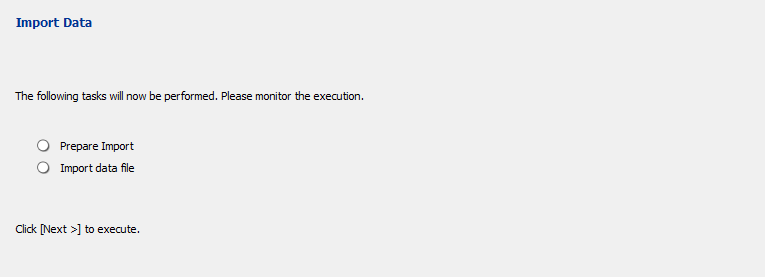 Import Data
The following tasks will now be performed. Please monitor the execution.
Prepare Import
Import data file
Click [Next >] to execute.